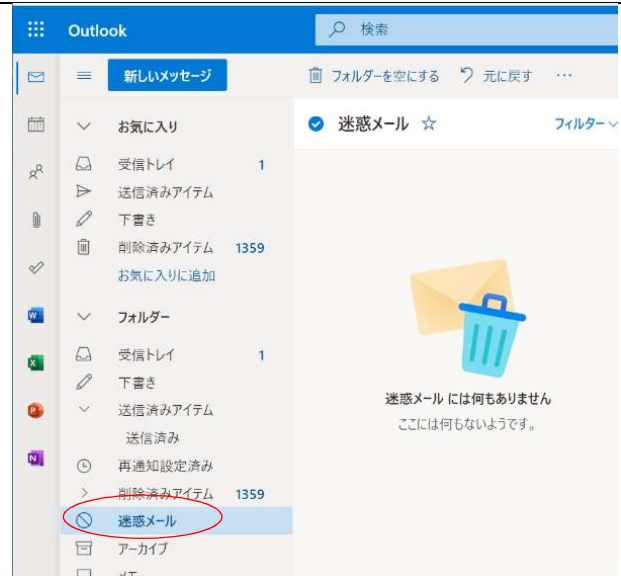 Outlook
検索
新しいメッセージ
フォルダーを空にする 元に戻す ...
お気に入り
受信トレイ 1
送信済みアイテム
下書き
削除済みアイテム 1359
お気に入りに追加
フォルダー
受信トレイ 1
下書き
送信済みアイテム
送信済み
再通知設定済み
削除済みアイテム 1359
迷惑メール
アーカイブ
メモ
迷惑メール
フィルター
迷惑メール には何もありません
ここには何もないようです。
W
X
P
N